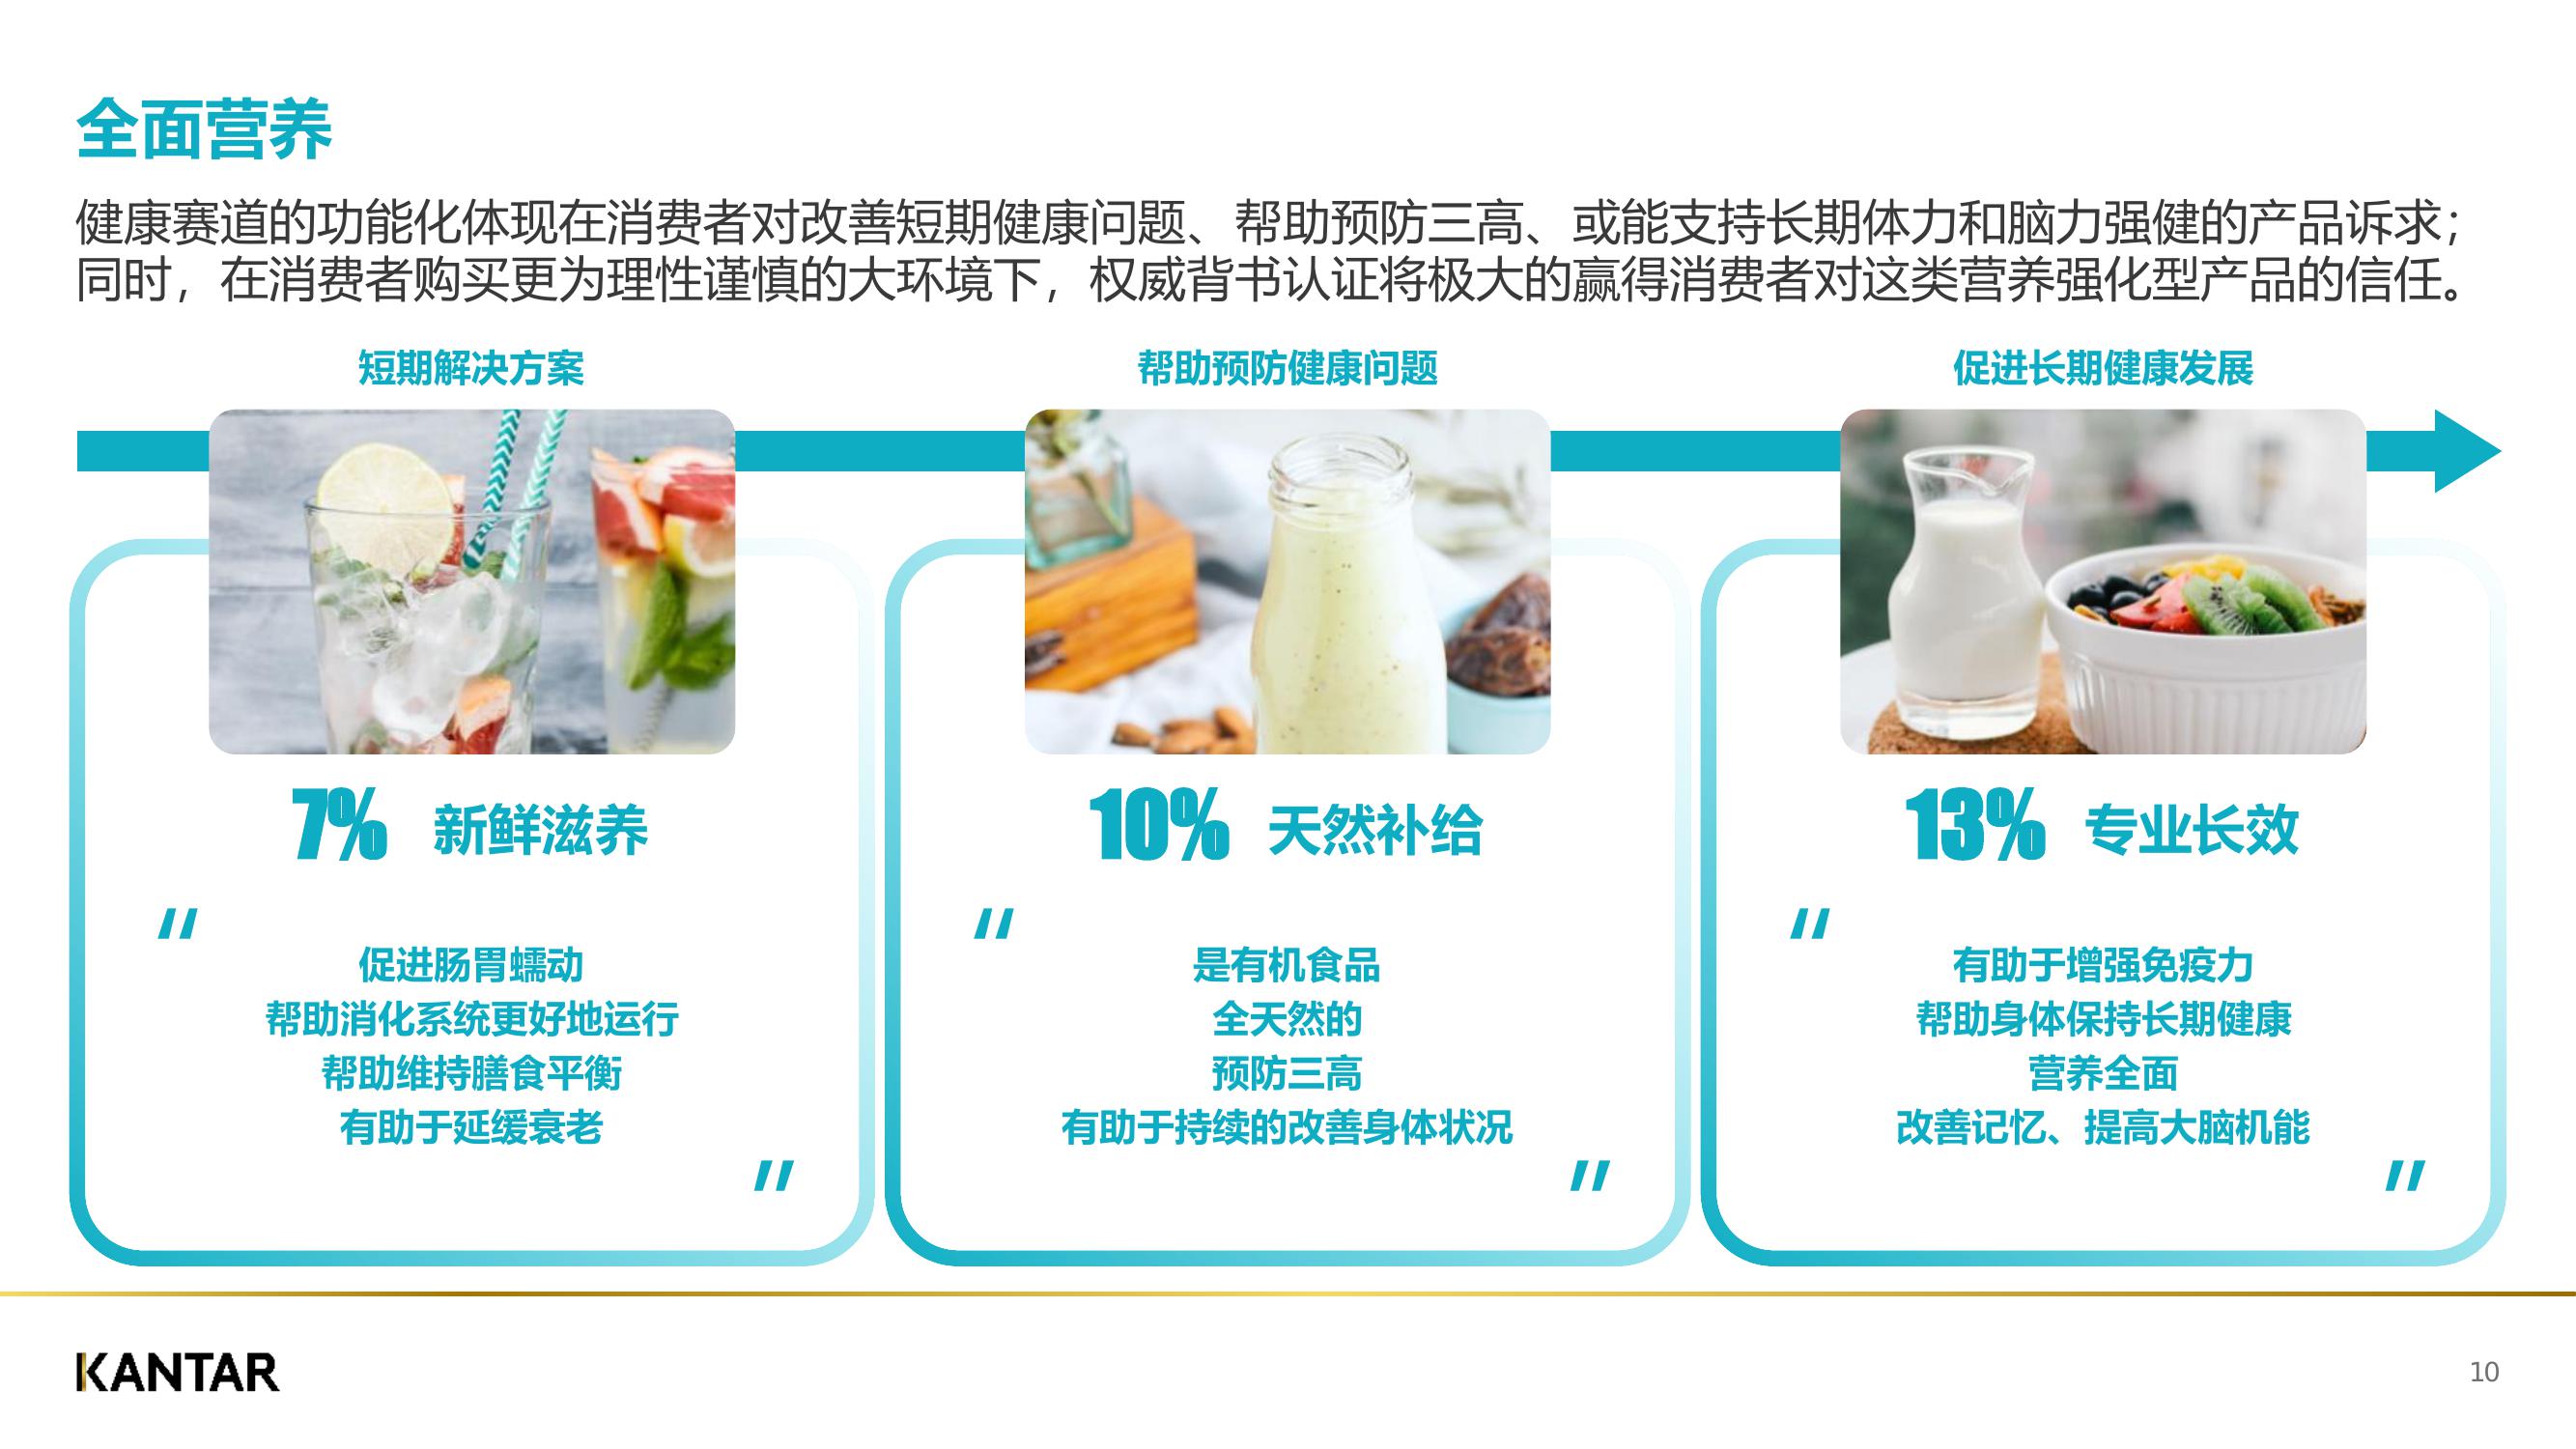 全面营养
健康赛道的功能化体现在消费者对改善短期健康问题、帮助预防三高、或能支持长期体力和脑力强健的产品诉求；
同时，在消费者购买更为理性谨慎的大环境下，权威背书认证将极大的赢得消费者对这类营养强化型产品的信任。
短期解决方案
帮助预防健康问题
促进长期健康发展
7% 新鲜滋养
"
促进肠胃蠕动
帮助消化系统更好地运行
帮助维持膳食平衡
有助于延缓衰老
"
10% 天然补给
"
是有机食品
全天然的
预防三高
有助于持续的改善身体状况
"
13% 专业长效
"
有助于增强免疫力
帮助身体保持长期健康
营养全面
改善记忆、提高大脑机能
"
KANTAR
10